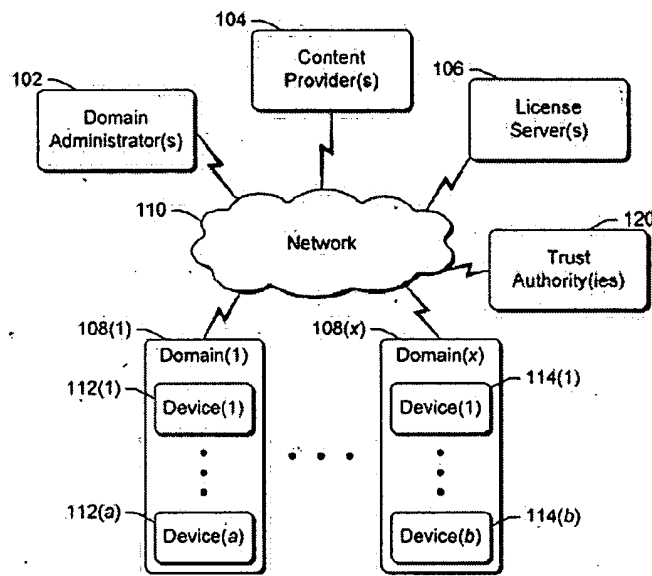 104
Content
Provider(s)
102
Domain
Administrator(s)
106
License
Server(s)
110
Network
120
Trust
Authority(ies)
108(1)
Domain(1)
112(1)
Device(1)
112(a)
Device(a)
108(x)
Domain(x)
114(1)
Device(1)
114(b)
Device(b)